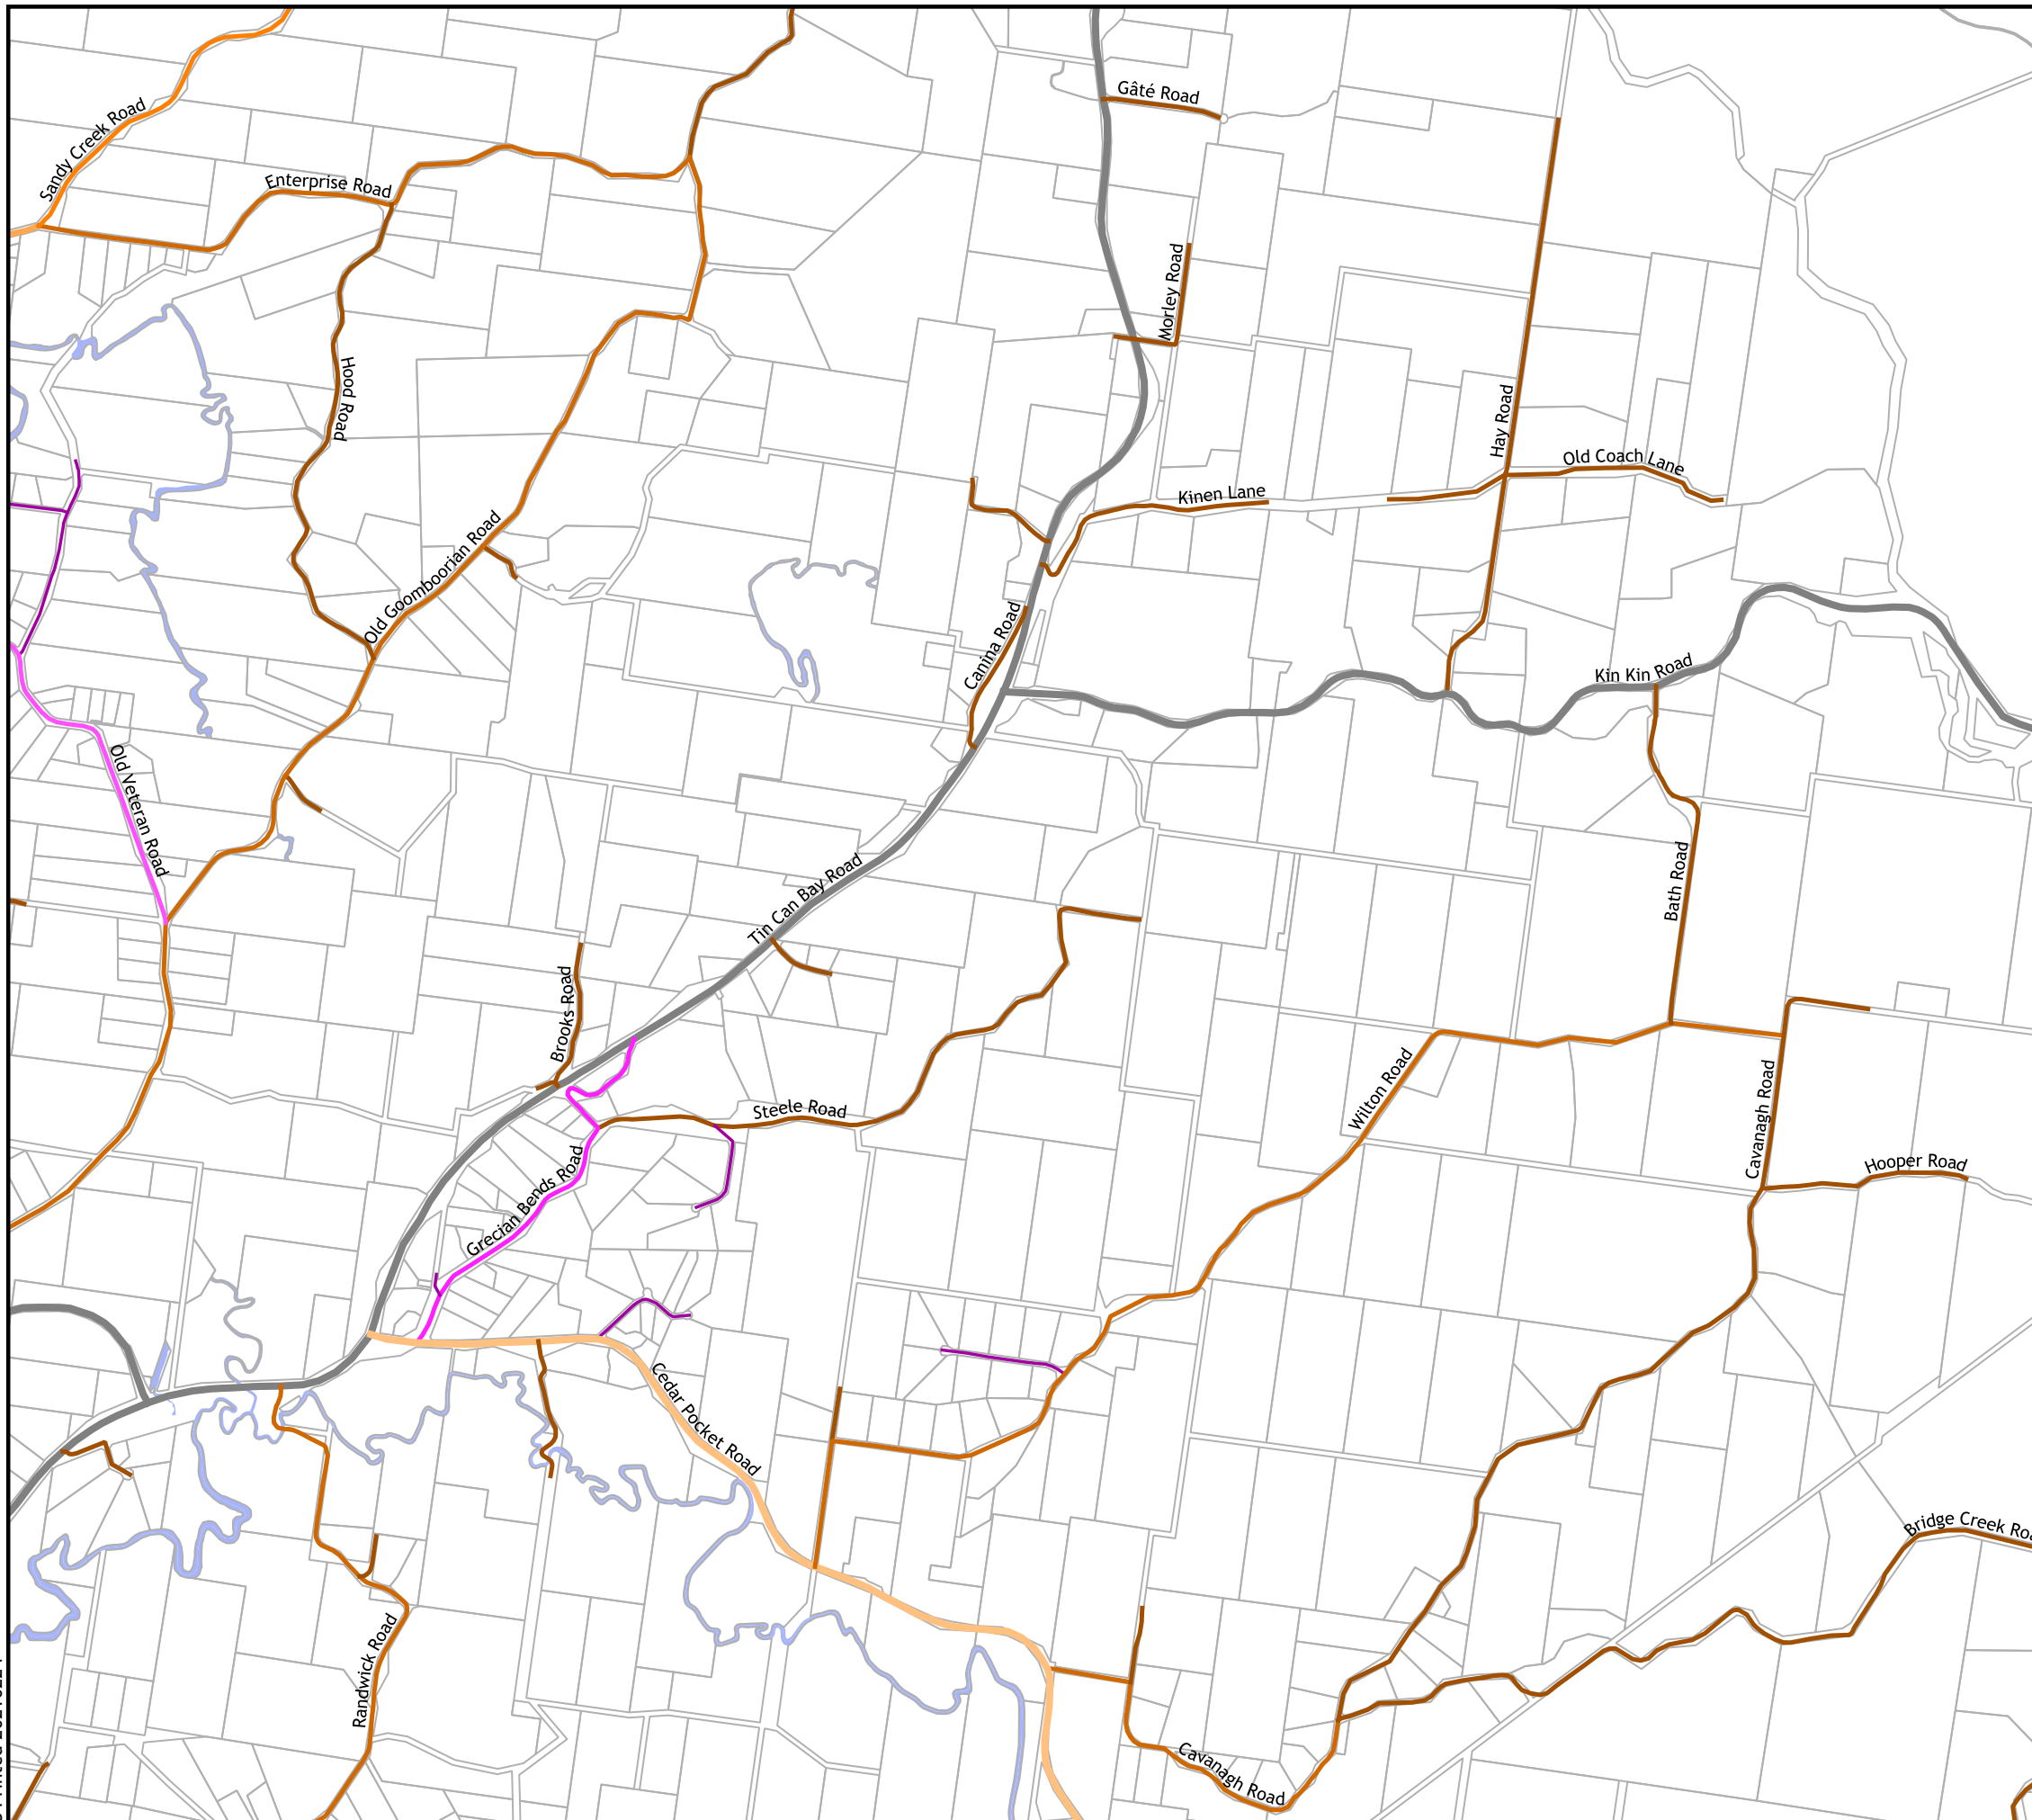 Gâté Road
Sandy Creek Road
Enterprise Road
Morley Road
Hood Road
Hay Road
Old Coach Lane
Kinen Lane
Old Goomboorian Road
Canina Road
Kin Kin Road
Old Veteran Road
Bath Road
Tin Can Bay Road
Brooks Road
Wilton Road
Steele Road
Cavanagh Road
Grecian Bends Road
Hooper Road
Cedar Pocket Road
Bridge Creek Roa
Randwick Road
Cavanagh Road